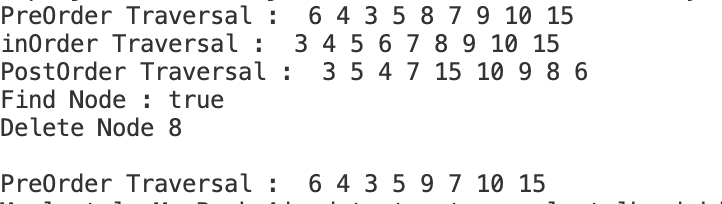 PreOrder Traversal :  6 4 3 5 8 7 9 10 15
inOrder Traversal :  3 4 5 6 7 8 9 10 15
PostOrder Traversal :  3 5 4 7 15 10 9 8 6
Find Node : true
Delete Node 8
PreOrder Traversal :  6 4 3 5 9 7 10 15